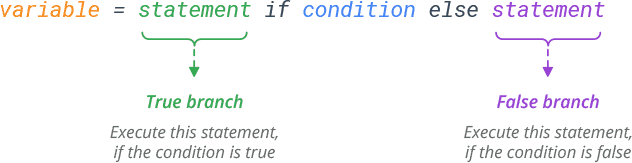 variable = statement if condition else statement
True branch
False branch
Execute this statement,
if the condition is true
Execute this statement,
if the condition is false